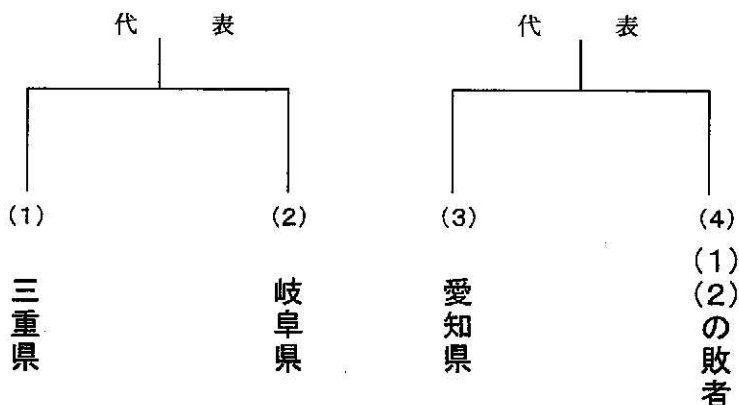 代表
代表
(1)
(2)
(3)
(4)
三重県
岐阜県
愛知県
(1)(2)の敗者